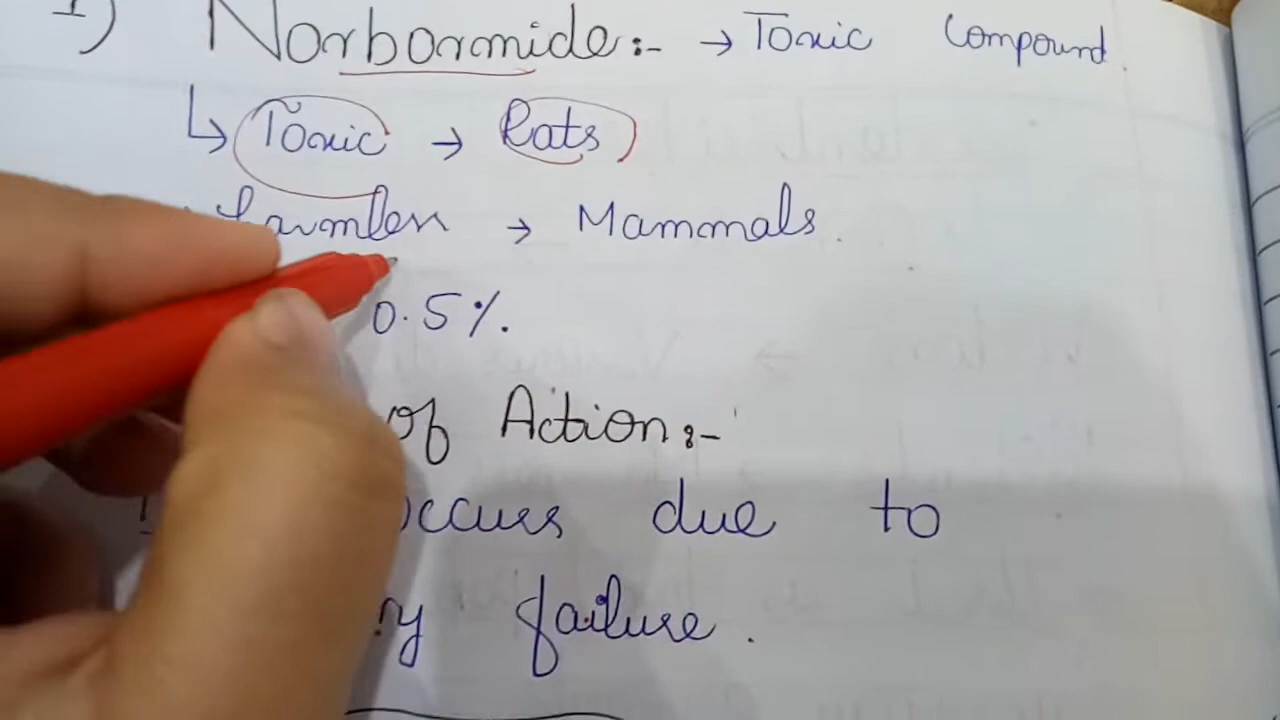 1) Norbormide:- → Toxic Compound
↳ Toxic → Rats
Harmless → Mammals.
0.5%.
of Action:-
occurs due to
failure.